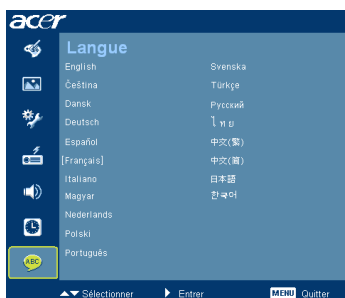 acer
Langue
English
Čeština
Dansk
Deutsch
Español
[Français]
Italiano
Magyar
Nederlands
Polski
Português
Svenska
Türkçe
Русский
ไทย
中文(繁)
中文(简)
日本語
한국어
ABC
▲▼ Sélectionner ▶ Entrer MENU Quitter